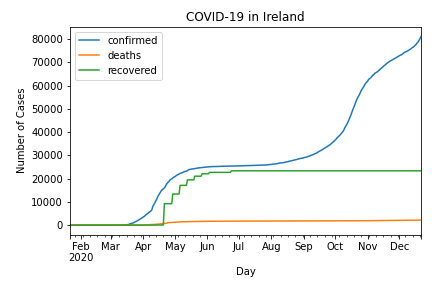 COVID-19 in Ireland
confirmed
deaths
recovered
80000
70000
60000
50000
40000
30000
20000
10000
0
Number of Cases
Feb Mar Apr May Jun Jul Aug Sep Oct Nov Dec
2020
Day